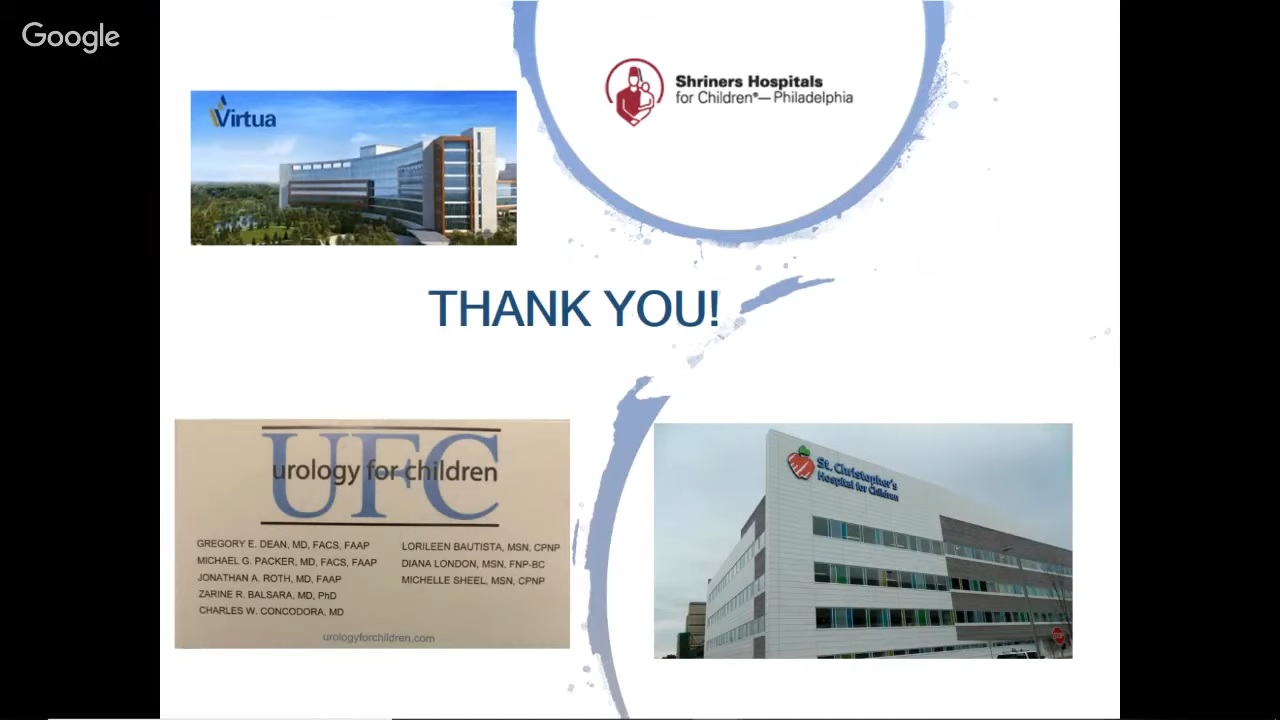 Google
Virtua
Shriners Hospitals
for Children®—Philadelphia
THANK YOU!
UFC
urology for children
GREGORY E. DEAN, MD, FACS, FAAP
MICHAEL G. PACKER, MD, FACS, FAAP
JONATHAN A. ROTH, MD, FAAP
ZARINE R. BALSARA, MD, PhD
CHARLES W. CONCODORA, MD
LORILEEN BAUTISTA, MSN, CPNP
DIANA LONDON, MSN, FNP-BC
MICHELLE SHEEL, MSN, CPNP
urologyforchildren.com
St. Christopher's
Hospital for Children
STOP